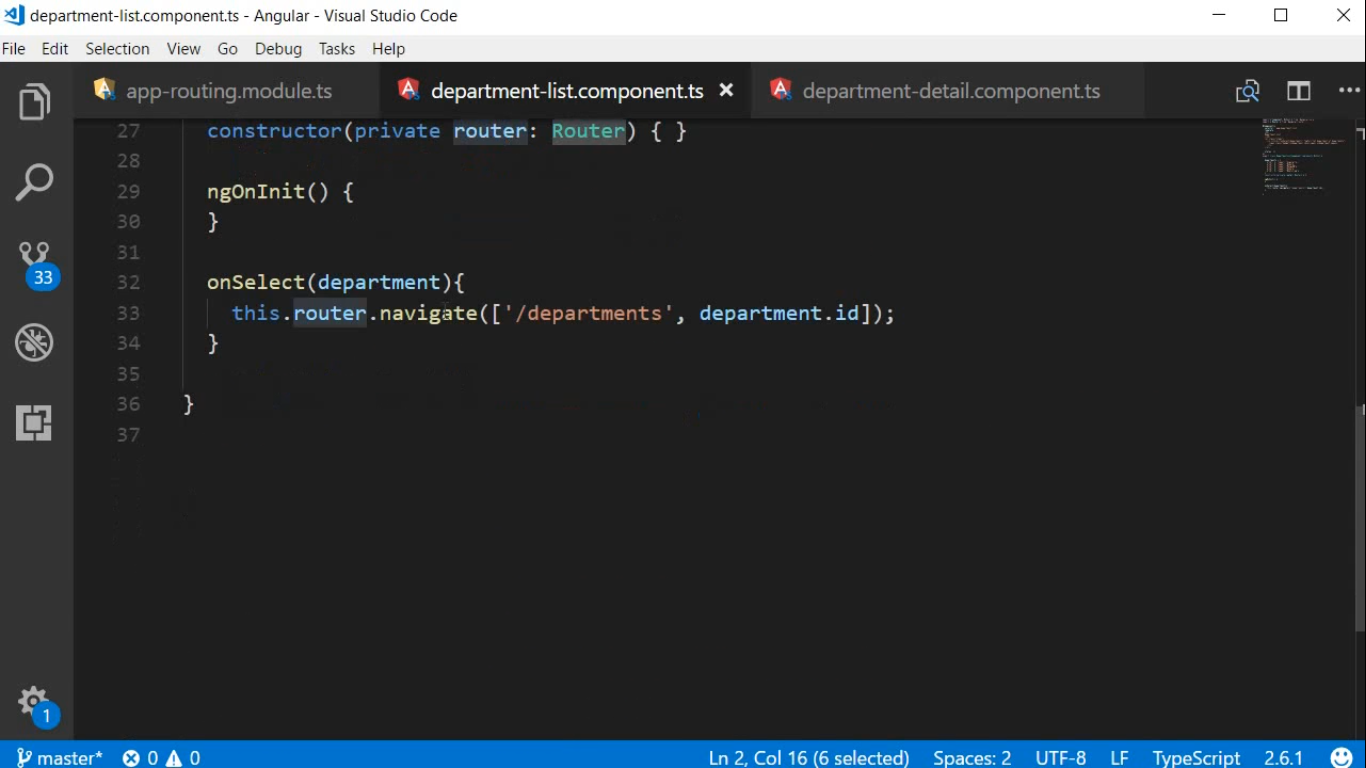 department-list.component.ts - Angular - Visual Studio Code
File Edit Selection View Go Debug Tasks Help
app-routing.module.ts department-list.component.ts department-detail.component.ts
27 constructor(private router: Router) { }
28
29 ngOnInit() {
30 }
31
32 onSelect(department){
33 this.router.navigate(['/departments', department.id]);
34 }
35
36 }
37
33
1
master* 0 0 Ln 2, Col 16 (6 selected) Spaces: 2 UTF-8 LF TypeScript 2.6.1